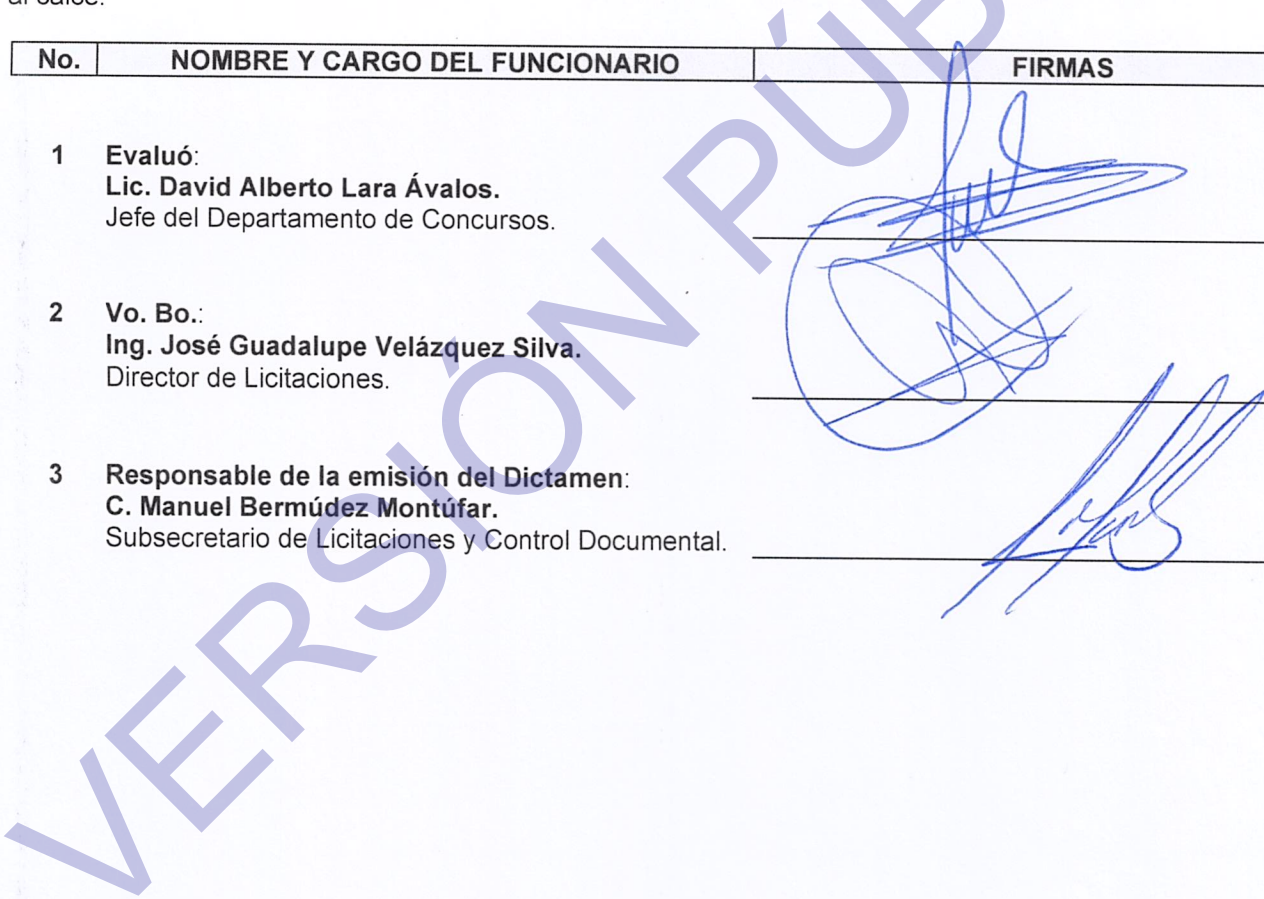 al calce.
No. NOMBRE Y CARGO DEL FUNCIONARIO FIRMAS
1 Evaluó:
Lic. David Alberto Lara Ávalos.
Jefe del Departamento de Concursos.
2 Vo. Bo.:
Ing. José Guadalupe Velázquez Silva.
Director de Licitaciones.
3 Responsable de la emisión del Dictamen:
C. Manuel Bermúdez Montúfar.
Subsecretario de Licitaciones y Control Documental.
VERSIÓN PÚB